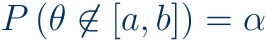 P (θ ∉ [a, b]) = α